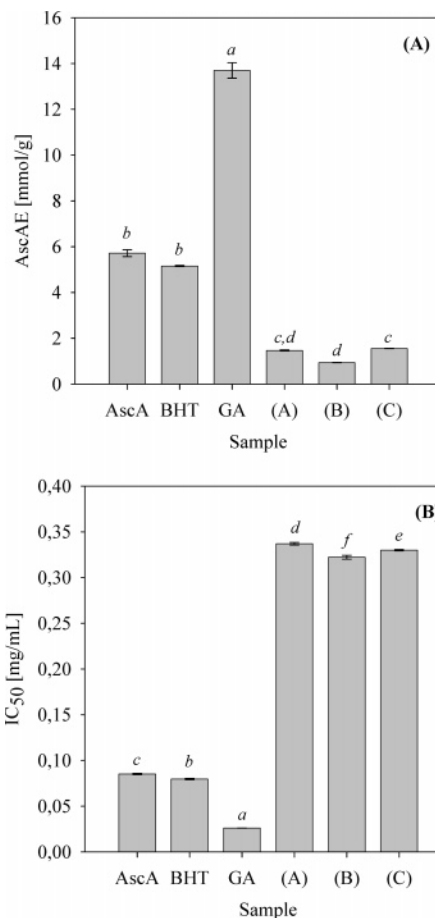 (A)
16
14
12
10
8
6
4
2
0
AscAE [mmol/g]
b
b
a
c,d
d
c
AscA BHT GA (A) (B) (C)
Sample
(B)
0,40
0,35
0,30
0,25
0,20
0,15
0,10
0,05
0,00
IC50 [mg/mL]
c
b
a
d
f
e
AscA BHT GA (A) (B) (C)
Sample